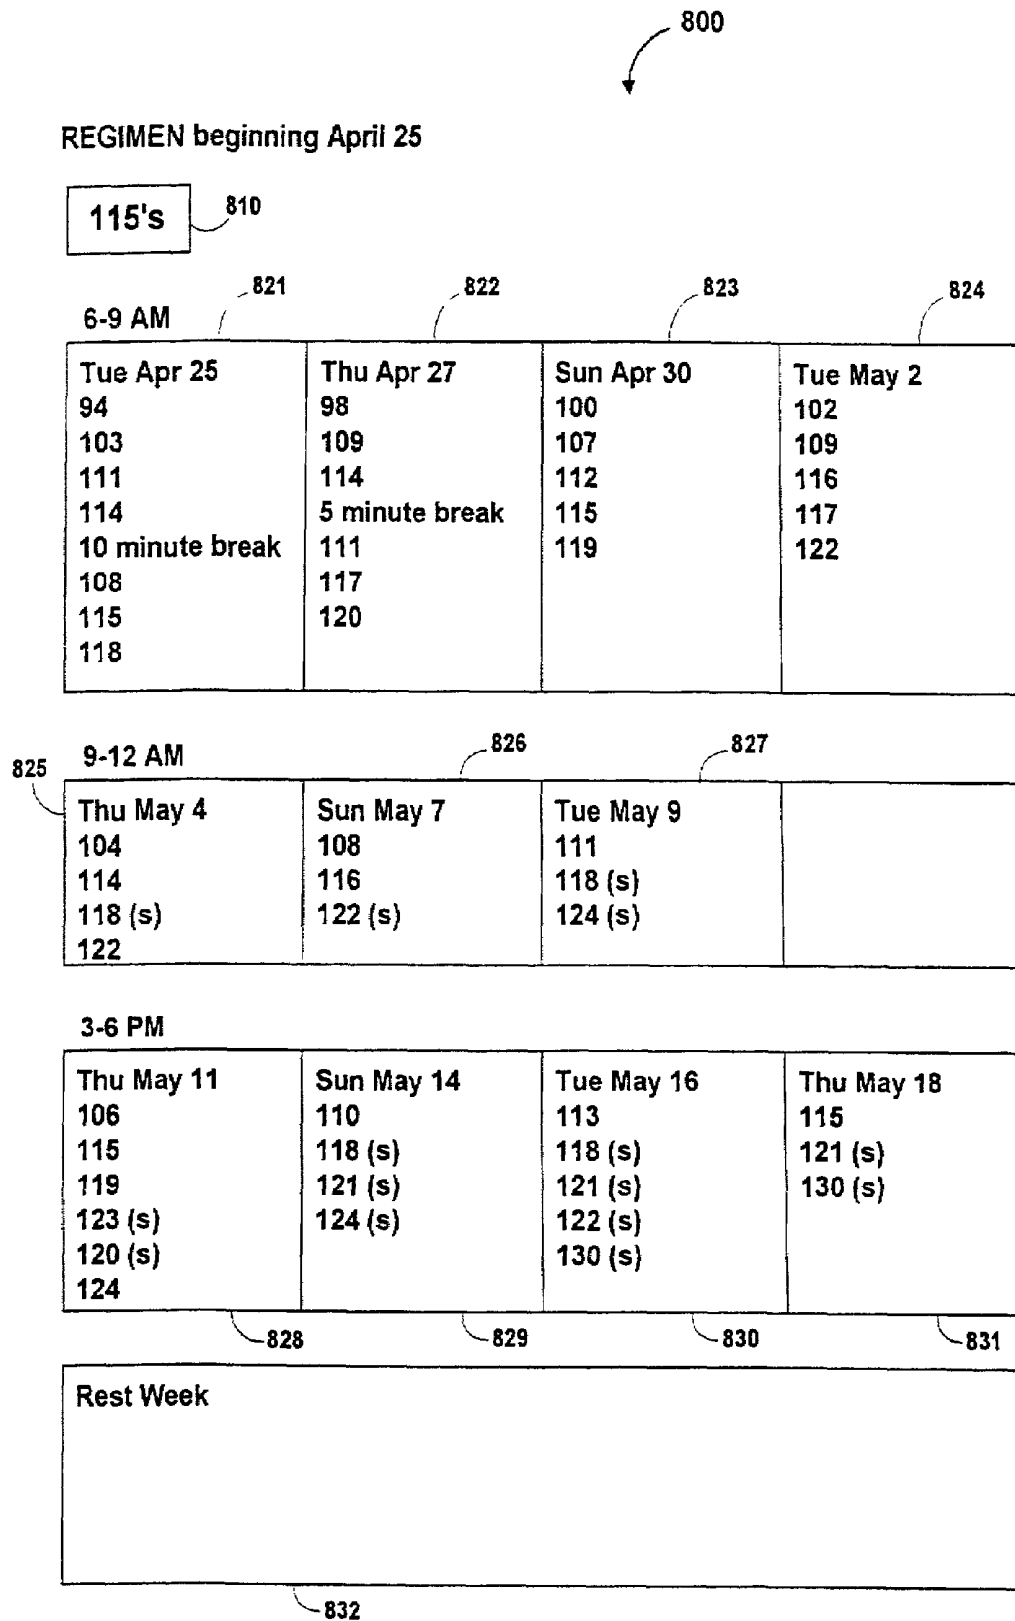 800
REGIMEN beginning April 25
115's
810
821
822
823
824
6-9 AM
Tue Apr 25
94
103
111
114
10 minute break
108
115
118
Thu Apr 27
98
109
114
5 minute break
111
117
120
Sun Apr 30
100
107
112
115
119
Tue May 2
102
109
116
117
122
9-12 AM
825
826
827
Thu May 4
104
114
118 (s)
122
Sun May 7
108
116
122 (s)
Tue May 9
111
118 (s)
124 (s)
3-6 PM
Thu May 11
106
115
119
123 (s)
120 (s)
124
Sun May 14
110
118 (s)
121 (s)
124 (s)
Tue May 16
113
118 (s)
121 (s)
122 (s)
130 (s)
Thu May 18
115
121 (s)
130 (s)
828
829
830
831
Rest Week
832